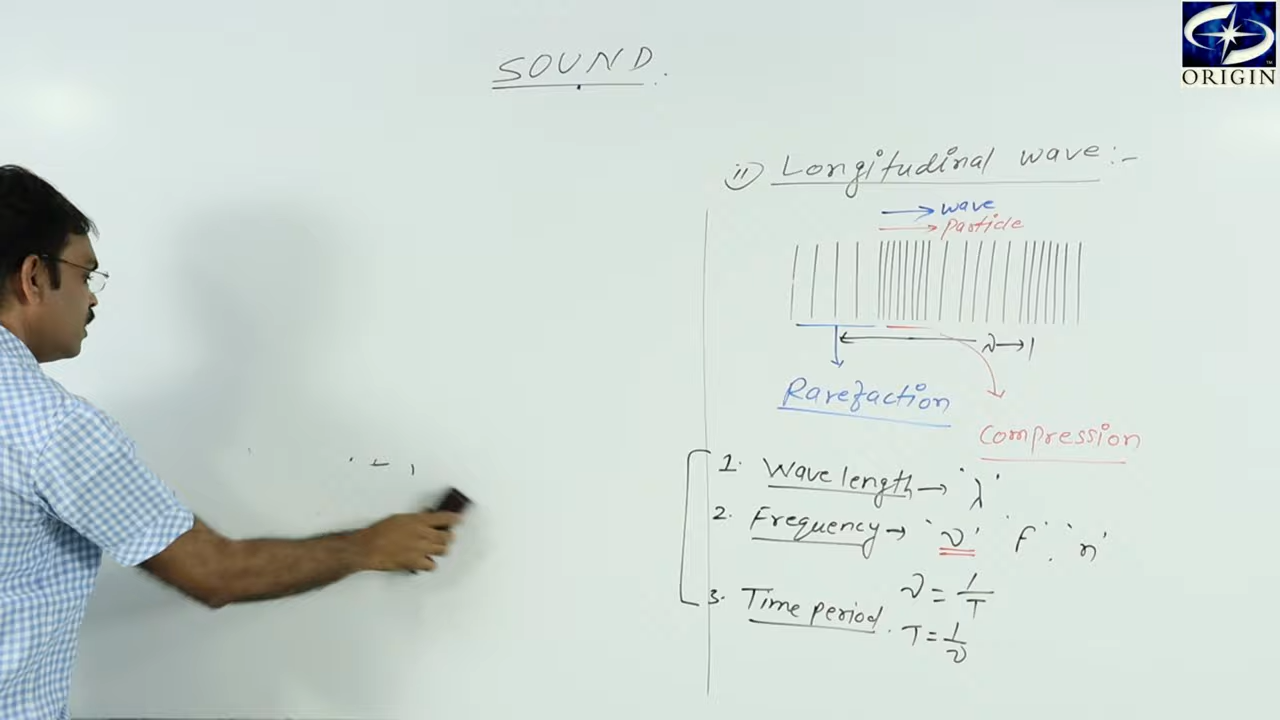 SOUND.
ORIGIN
ii) Longitudinal wave:-
wave
particle
λ
Rarefaction
compression
1. Wave length → 'λ'
2. Frequency → 'ν' 'f', 'n'
3. Time period. ν = 1/T
T = 1/ν